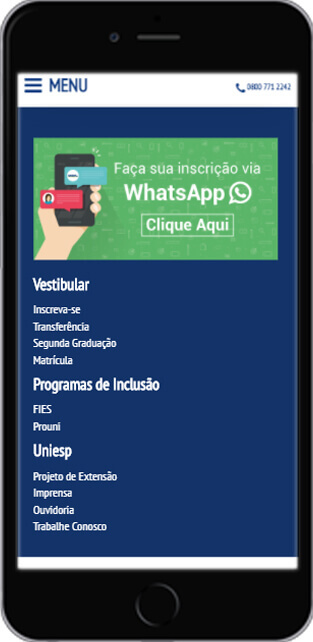 MENU
0800 771 2242
Faça sua inscrição via
WhatsApp
Clique Aqui
Vestibular
Inscreva-se
Transferência
Segunda Graduação
Matrícula
Programas de Inclusão
FIES
Prouni
Uniesp
Projeto de Extensão
Imprensa
Ouvidoria
Trabalhe Conosco